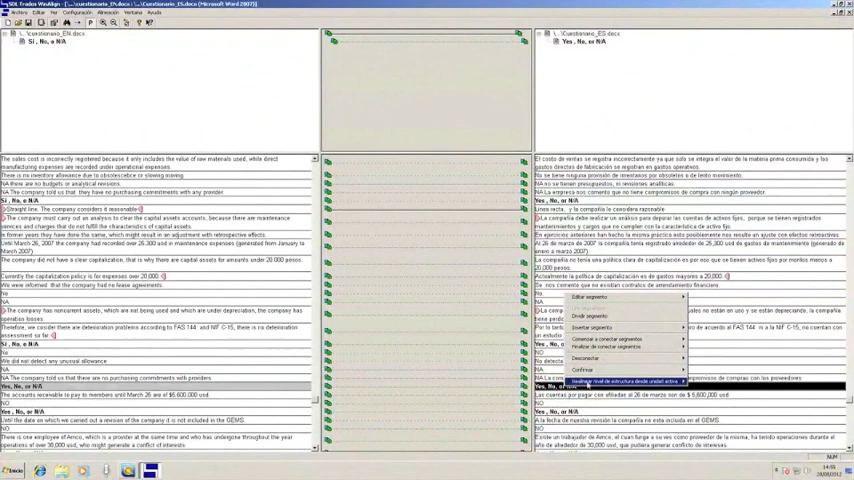 SDL Trados WinAlign - [...\cuestionario_EN.docx : ...\Cuestionario_ES.docx (Microsoft Word 2007)]
Archivo Editar Ver Configuración Alineación Ventana Ayuda
\...\cuestionario_EN.docx
Sí , No, o N/A
\...\Cuestionario_ES.docx
Yes, No, or N/A
The sales cost is incorrectly registered because it only includes the value of raw materials used, while direct
manufacturing expenses are recorded under operational expenses.
There is no inventory allowance due to obsolescence or slowing moving
NA there are no budgets or analytical revisions.
NA The company told us that they have no purchasing commitments with any provider.
Sí , No, o N/A
Straight line. The company considers it reasonable
The company must carry out an analysis to clear the capital assets accounts, because there are maintenance
services and charges that do not fulfill the characteristics of capital assets.
In former years they have done the same, which might result in an adjustment with retrospective effects.
Until March 26, 2007 the company had recorded over 26,300 usd in maintenance expenses (generated from January to
March 2007)
The company did not have a clear capitalization, that is why there are capital assets for amounts under 20.000 pesos.
Currently the capitalization policy is for expenses over 20,000
We were informed that the company had no lease agreements.
No
NA
The company has noncurrent assets, which are not being used and which are under depreciation, the company has
losses.
Therefore, we consider there are deterioration problems according to FAS 144 and NIF C-15, there is no deterioration
assessment so far
Sí , No, o N/A
We did not detect any unusual allowance
NA
NA The company told us that there is no purchasing commitments with providers
Yes, No, or N/A
The accounts receivable to pay to members until March 26 are of $5.600.000 usd
NO
Sí , No, o N/A
Until the date on which we carried out a revision of the company it is not included in the GEMS.
NO
There is one employee of Amco, which is a provider at the same time and who has undergone throughout the year
operations of over 30,000 usd, who might generate a conflict of interests.
El costo de ventas se registra incorrectamente ya que solo se integra el valor de la materia prima consumida y los
gastos directos de fabricación se registran en gastos operativos.
No se tiene ninguna provisión de inventarios por obsoletos o de lento movimiento.
NA no se tienen presupuestos, ni revisiones analíticas.
NA La empresa nos comento que no tiene compromisos de compra con ningún proveedor.
Yes, No, or N/A
Linea recta, y la compañía lo considera razonable
La compañía debe realizar un análisis para depurar las cuentas de activos fijos, porque se tienen registrados
mantenimientos y cargos que no cumplen con la característica de activo fijo.
En ejercicios anteriores han hecho la misma práctica esto posiblemente nos resulte un ajuste con efectos retroactivos.
Al 26 de marzo de 2007 la compañía tenía registrado alrededor de 25,300 usd de gastos de mantenimiento (generado de
enero a marzo 2007).
La compañía no tenía una política clara de capitalización, es por eso que se tienen activos fijos por montos menores a
20,000 pesos.
Actualmente la política de capitalización es de gastos mayores a 20,000.
Se nos comento que no existían contratos de arrendamiento financiero
No
NA
Editar segmento
Dividir segmento
Insertar segmento
Comenzar a conectar segmentos
Finalizar de conectar segmentos
Desconectar
Confirmar
Realinear nivel de estructura desde unidad activa
Yes, No, or N/A
Las cuentas por pagar con afiliadas al 26 de marzo son de $ 5,600,000 usd
NO
Yes, No, or N/A
A la fecha de nuestra revisión la compañía no esta incluida en el GEMS.
NO
Existe un trabajador de Amco, el cual funge a su vez como proveedor de la misma, ha tenido operaciones durante el
año de alrededor de 30,000 usd, que pudiera generar conflicto de interés.
NUM
Inicio
14:55